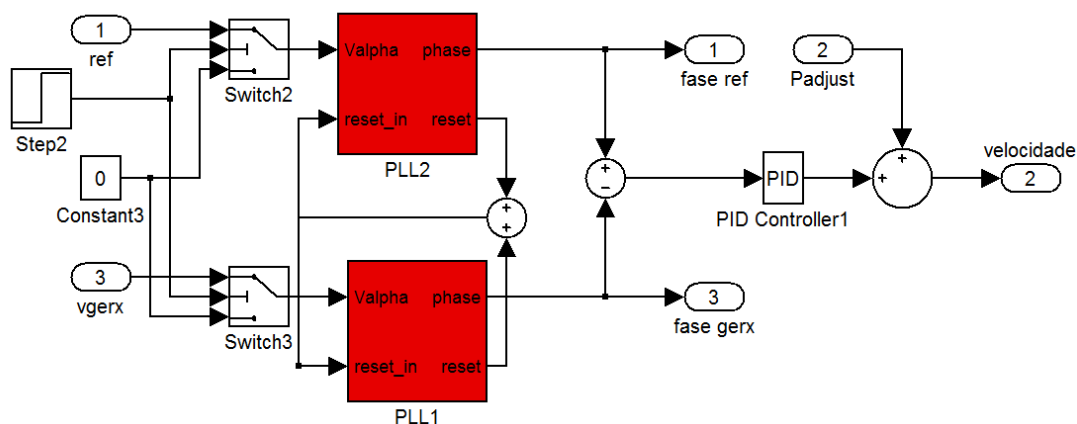 1
ref
Switch2
Step2
0
Constant3
3
vgerx
Switch3
Valpha phase
reset_in reset
PLL2
+
+
Valpha phase
reset_in reset
PLL1
1
fase ref
2
Padjust
+
−
PID
PID Controller1
+
+
velocidade
2
3
fase gerx